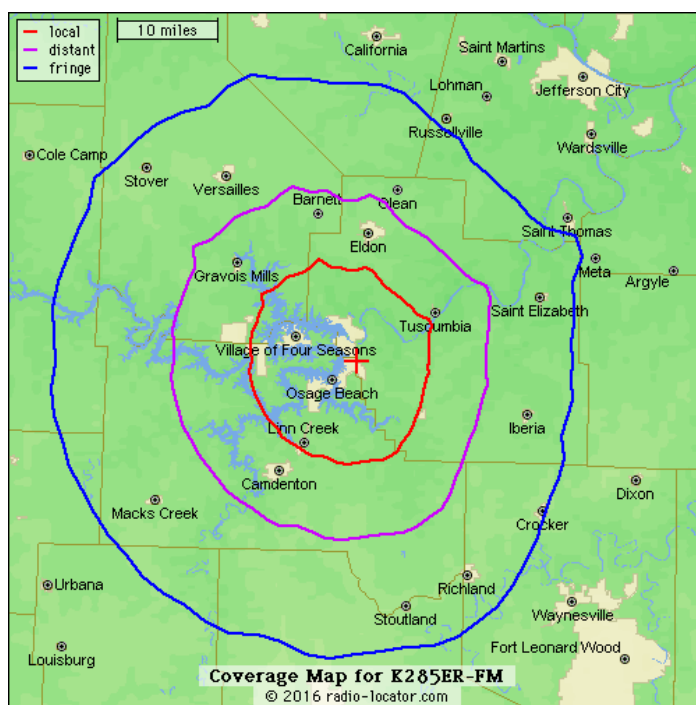 local
distant
fringe
10 miles
California
Saint Martins
Jefferson City
Lohman
Russellville
Wardsville
Cole Camp
Stover
Versailles
Barnett
Olean
Saint Thomas
Eldon
Meta
Gravois Mills
Argyle
Saint Elizabeth
Tuscumbia
Village of Four Seasons
Osage Beach
Iberia
Linn Creek
Camdenton
Dixon
Macks Creek
Crocker
Richland
Urbana
Waynesville
Stoutland
Louisburg
Fort Leonard Wood
Coverage Map for K285ER-FM
© 2016 radio-locator.com